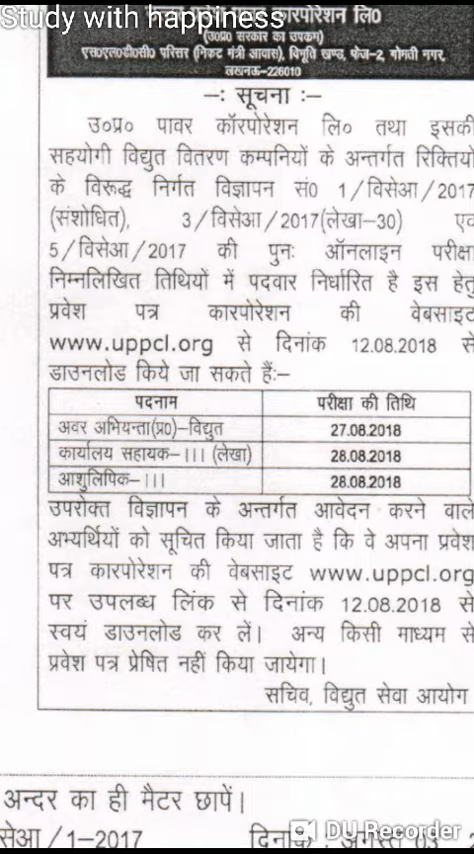 Study with happiness
कारपोरेशन लि0
(उ0प्र0 सरकार का उपक्रम)
एस0एल0डी0सी0 परिसर (निकट मंत्री आवास), विभूति खण्ड, फेज-2, गोमती नगर,
लखनऊ-226010
-: सूचना :-
उ०प्र० पावर कॉरपोरेशन लि० तथा इसकी
सहयोगी विद्युत वितरण कम्पनियों के अन्तर्गत रिक्तियों
के विरूद्ध निर्गत विज्ञापन सं0 1/विसेआ/2017
(संशोधित), 3/विसेआ/2017(लेखा-30) एवं
5/विसेआ/2017 की पुनः ऑनलाइन परीक्षा
निम्नलिखित तिथियों में पदवार निर्धारित है इस हेतु
प्रवेश पत्र कारपोरेशन की वेबसाइट
www.uppcl.org से दिनांक 12.08.2018 से
डाउनलोड किये जा सकते हैं:-
पदनाम परीक्षा की तिथि
अवर अभियन्ता(प्र0)-विद्युत 27.08.2018
कार्यालय सहायक-।।। (लेखा) 28.08.2018
आशुलिपिक-।।। 28.08.2018
उपरोक्त विज्ञापन के अन्तर्गत आवेदन करने वाले
अभ्यर्थियों को सूचित किया जाता है कि वे अपना प्रवेश
पत्र कारपोरेशन की वेबसाइट www.uppcl.org
पर उपलब्ध लिंक से दिनांक 12.08.2018 से
स्वयं डाउनलोड कर लें। अन्य किसी माध्यम से
प्रवेश पत्र प्रेषित नहीं किया जायेगा।
सचिव, विद्युत सेवा आयोग
अन्दर का ही मैटर छापें।
सेआ/1-2017 दिनांक : अगस्त 03
DU Recorder